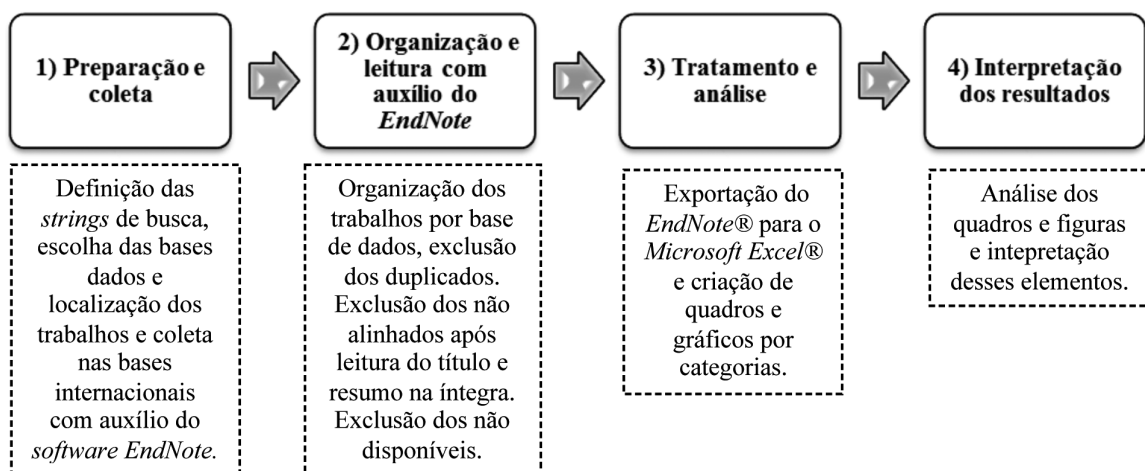 1) Preparação e
coleta
2) Organização e
leitura com
auxílio do
EndNote
3) Tratamento e
análise
4) Interpretação
dos resultados
Definição das
strings de busca,
escolha das bases
dados e
localização dos
trabalhos e coleta
nas bases
internacionais
com auxílio do
software EndNote.
Organização dos
trabalhos por base
de dados, exclusão
dos duplicados.
Exclusão dos não
alinhados após
leitura do título e
resumo na íntegra.
Exclusão dos não
disponíveis.
Exportação do
EndNote® para o
Microsoft Excel®
e criação de
quadros e
gráficos por
categorias.
Análise dos
quadros e figuras
e intepretação
desses elementos.